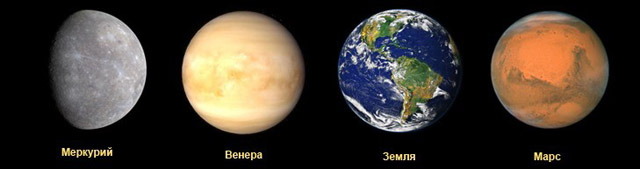 Меркурий
Венера
Земля
Марс